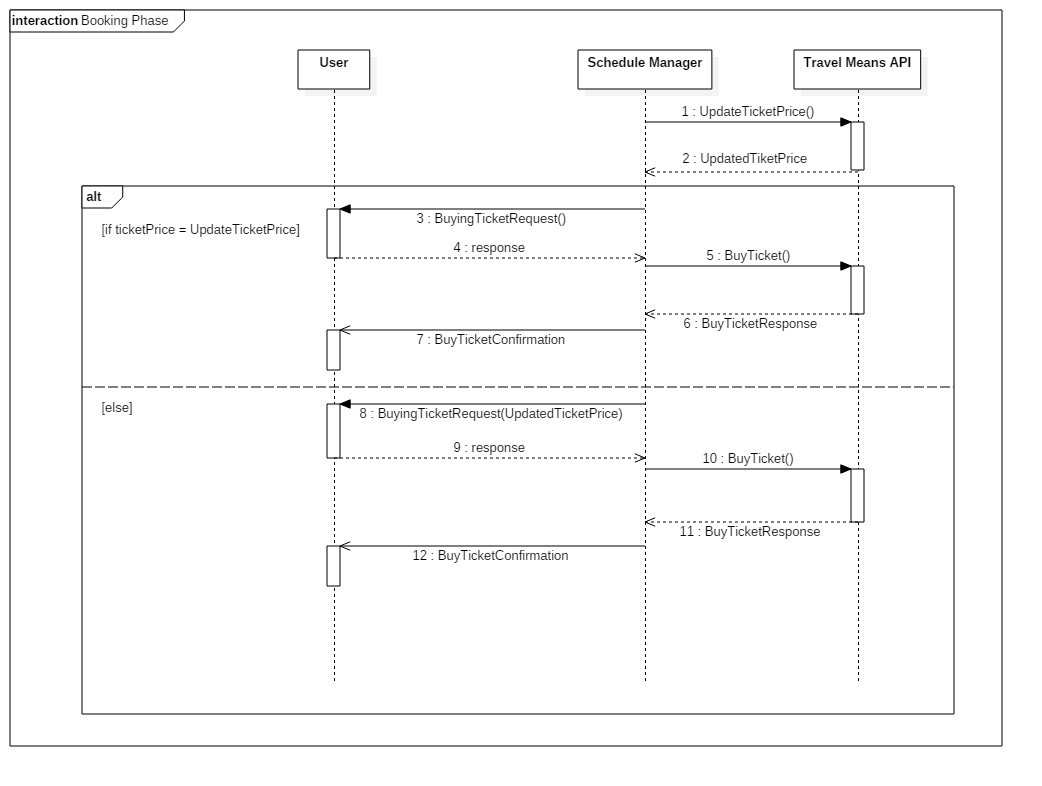 interaction Booking Phase
User
Schedule Manager
Travel Means API
1 : UpdateTicketPrice()
2 : UpdatedTiketPrice
alt
3 : BuyingTicketRequest()
[if ticketPrice = UpdateTicketPrice]
4 : response
5 : BuyTicket()
6 : BuyTicketResponse
7 : BuyTicketConfirmation
[else]
8 : BuyingTicketRequest(UpdatedTicketPrice)
9 : response
10 : BuyTicket()
11 : BuyTicketResponse
12 : BuyTicketConfirmation